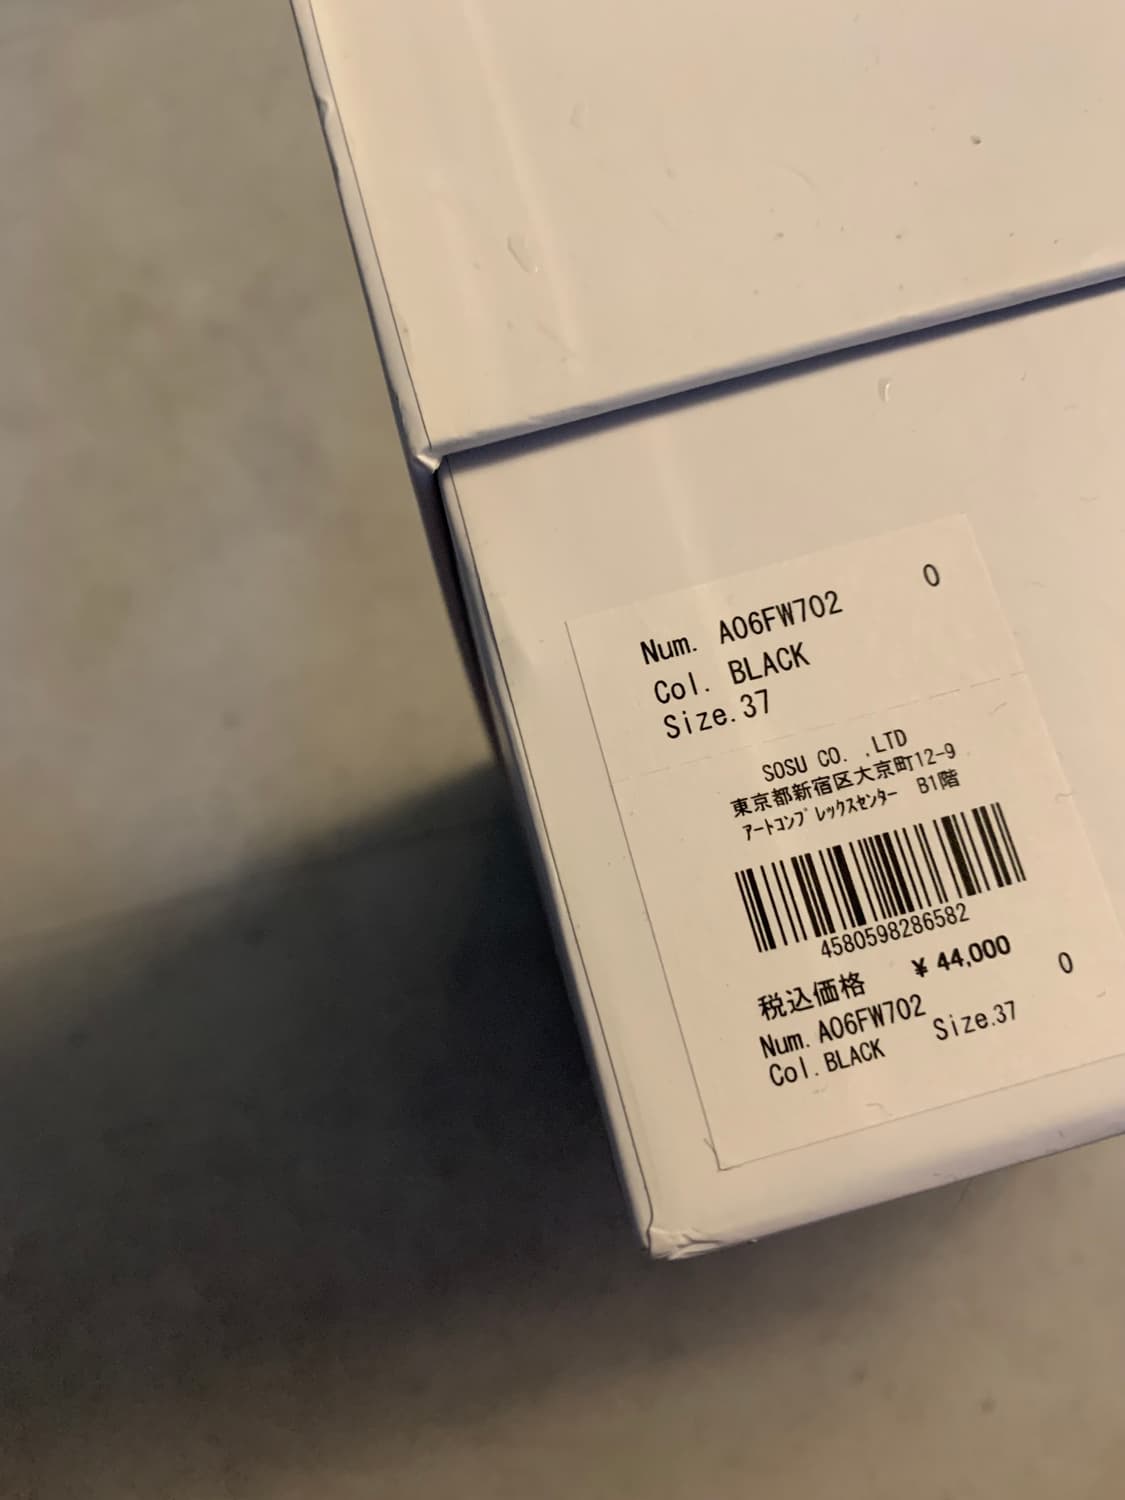 Num. A06FW702 0
Col. BLACK
Size.37
SOSU CO. .LTD
東京都新宿区大京町12-9
ｱｰﾄｺﾝﾌﾟﾚｯｸｽｾﾝﾀｰ B1階
4580598286582
税込価格 ¥ 44,000
Num. A06FW702 0
Col. BLACK Size.37